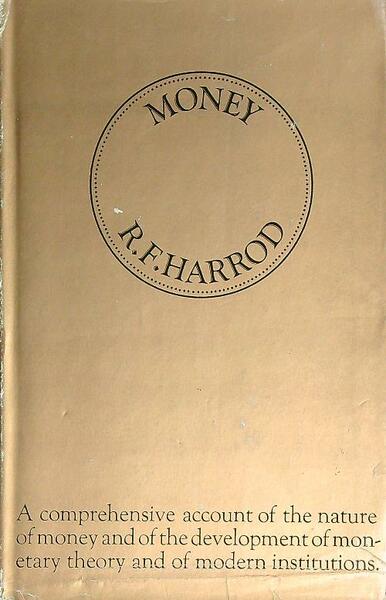 MONEY
R.F. HARROD
A comprehensive account of the nature
of money and of the development of mon-
etary theory and of modern institutions.